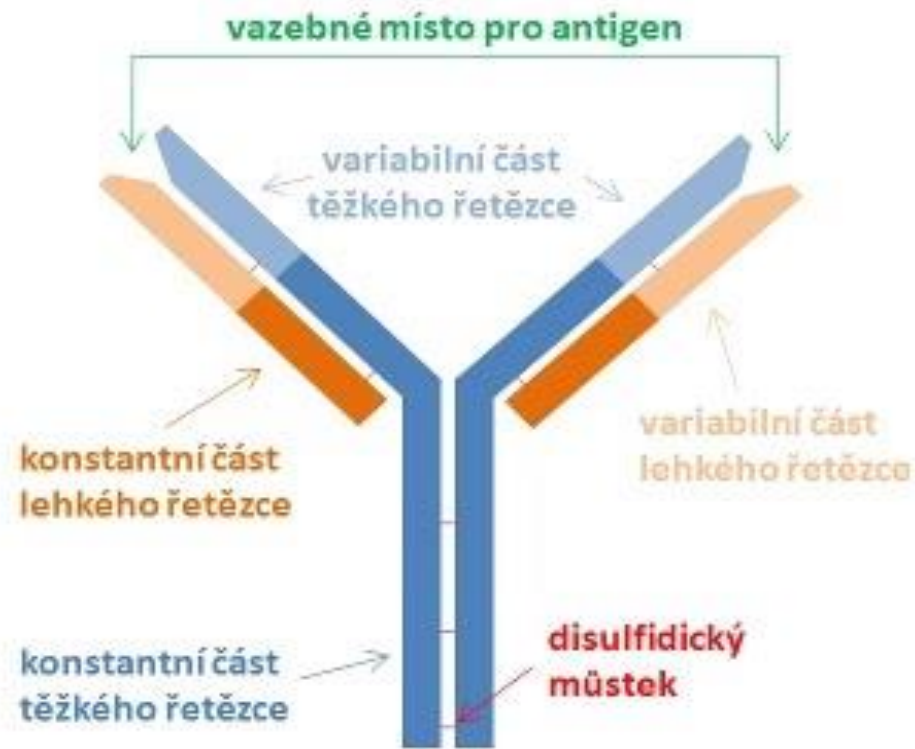 vazebné místo pro antigen
variabilní část
těžkého řetězce
variabilní část
lehkého řetězce
konstantní část
lehkého řetězce
disulfidický
můstek
konstantní část
těžkého řetězce